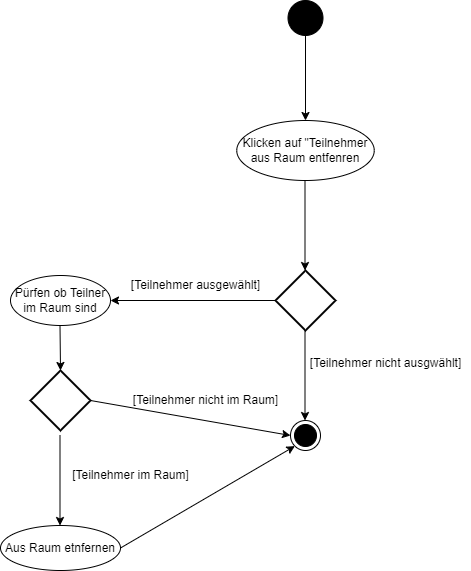 Klicken auf "Teilnehmer
aus Raum entfenren
[Teilnehmer ausgewählt]
Pürfen ob Teilner
im Raum sind
[Teilnehmer nicht ausgwählt]
[Teilnehmer nicht im Raum]
[Teilnehmer im Raum]
Aus Raum etnfernen